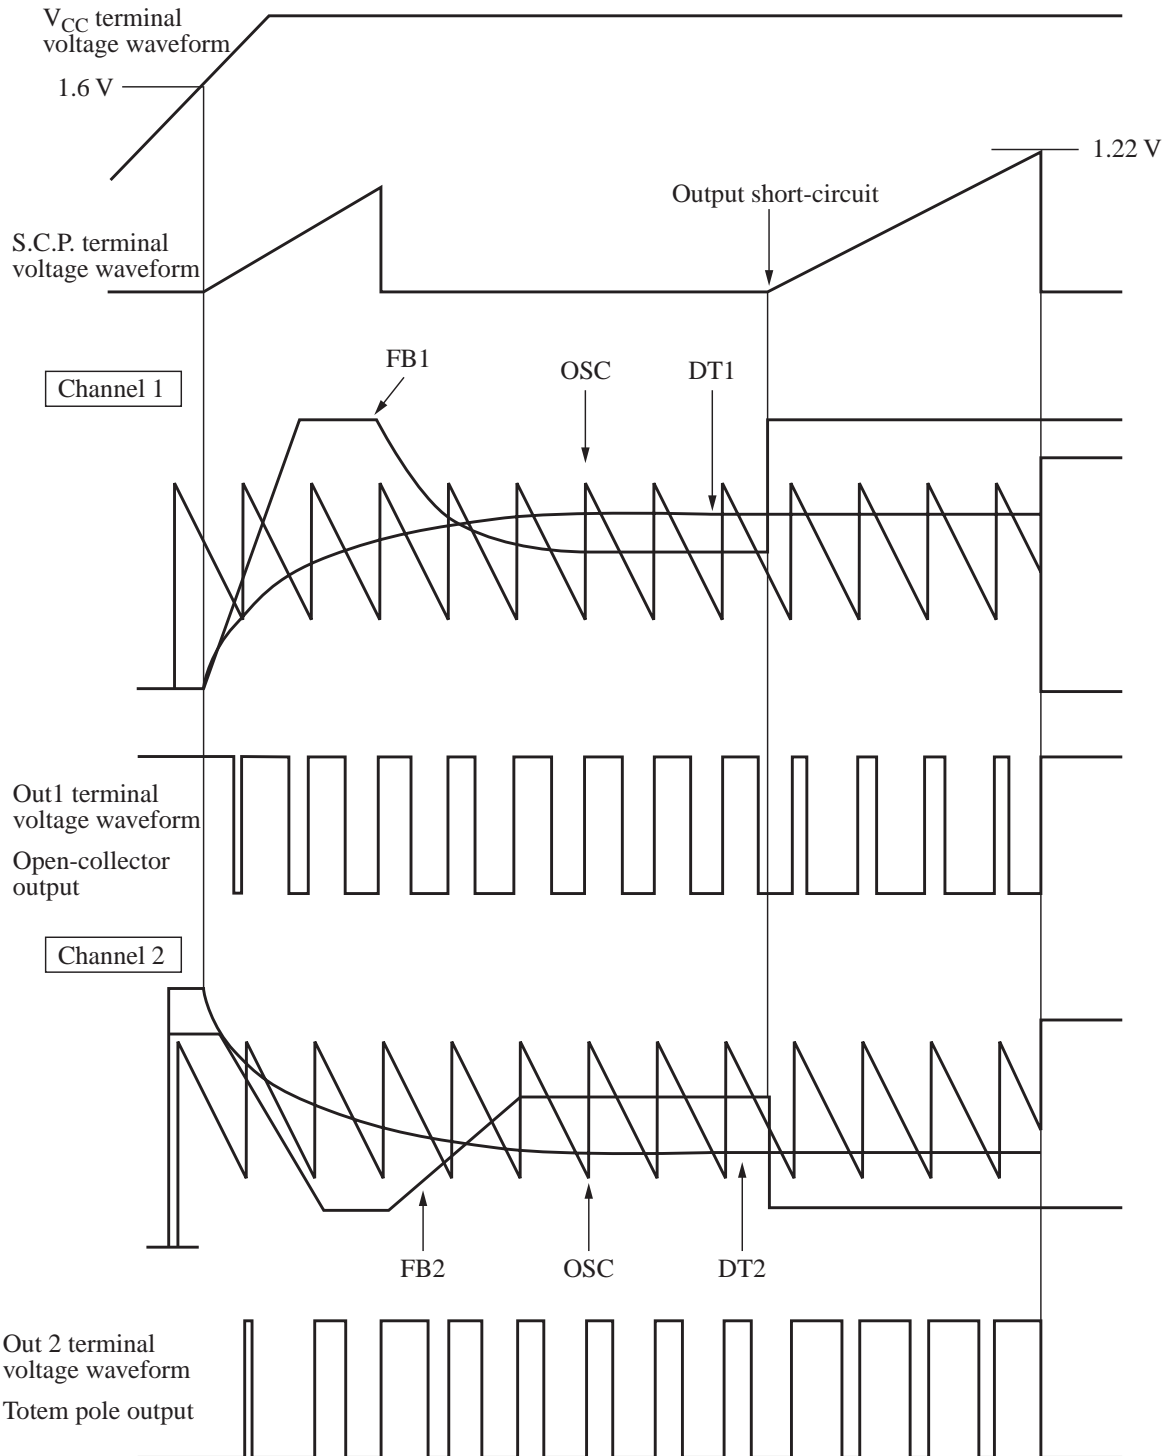 VCC terminal
voltage waveform
1.6 V
1.22 V
Output short-circuit
S.C.P. terminal
voltage waveform
FB1
OSC
DT1
Channel 1
Out1 terminal
voltage waveform
Open-collector
output
Channel 2
FB2
OSC
DT2
Out 2 terminal
voltage waveform
Totem pole output